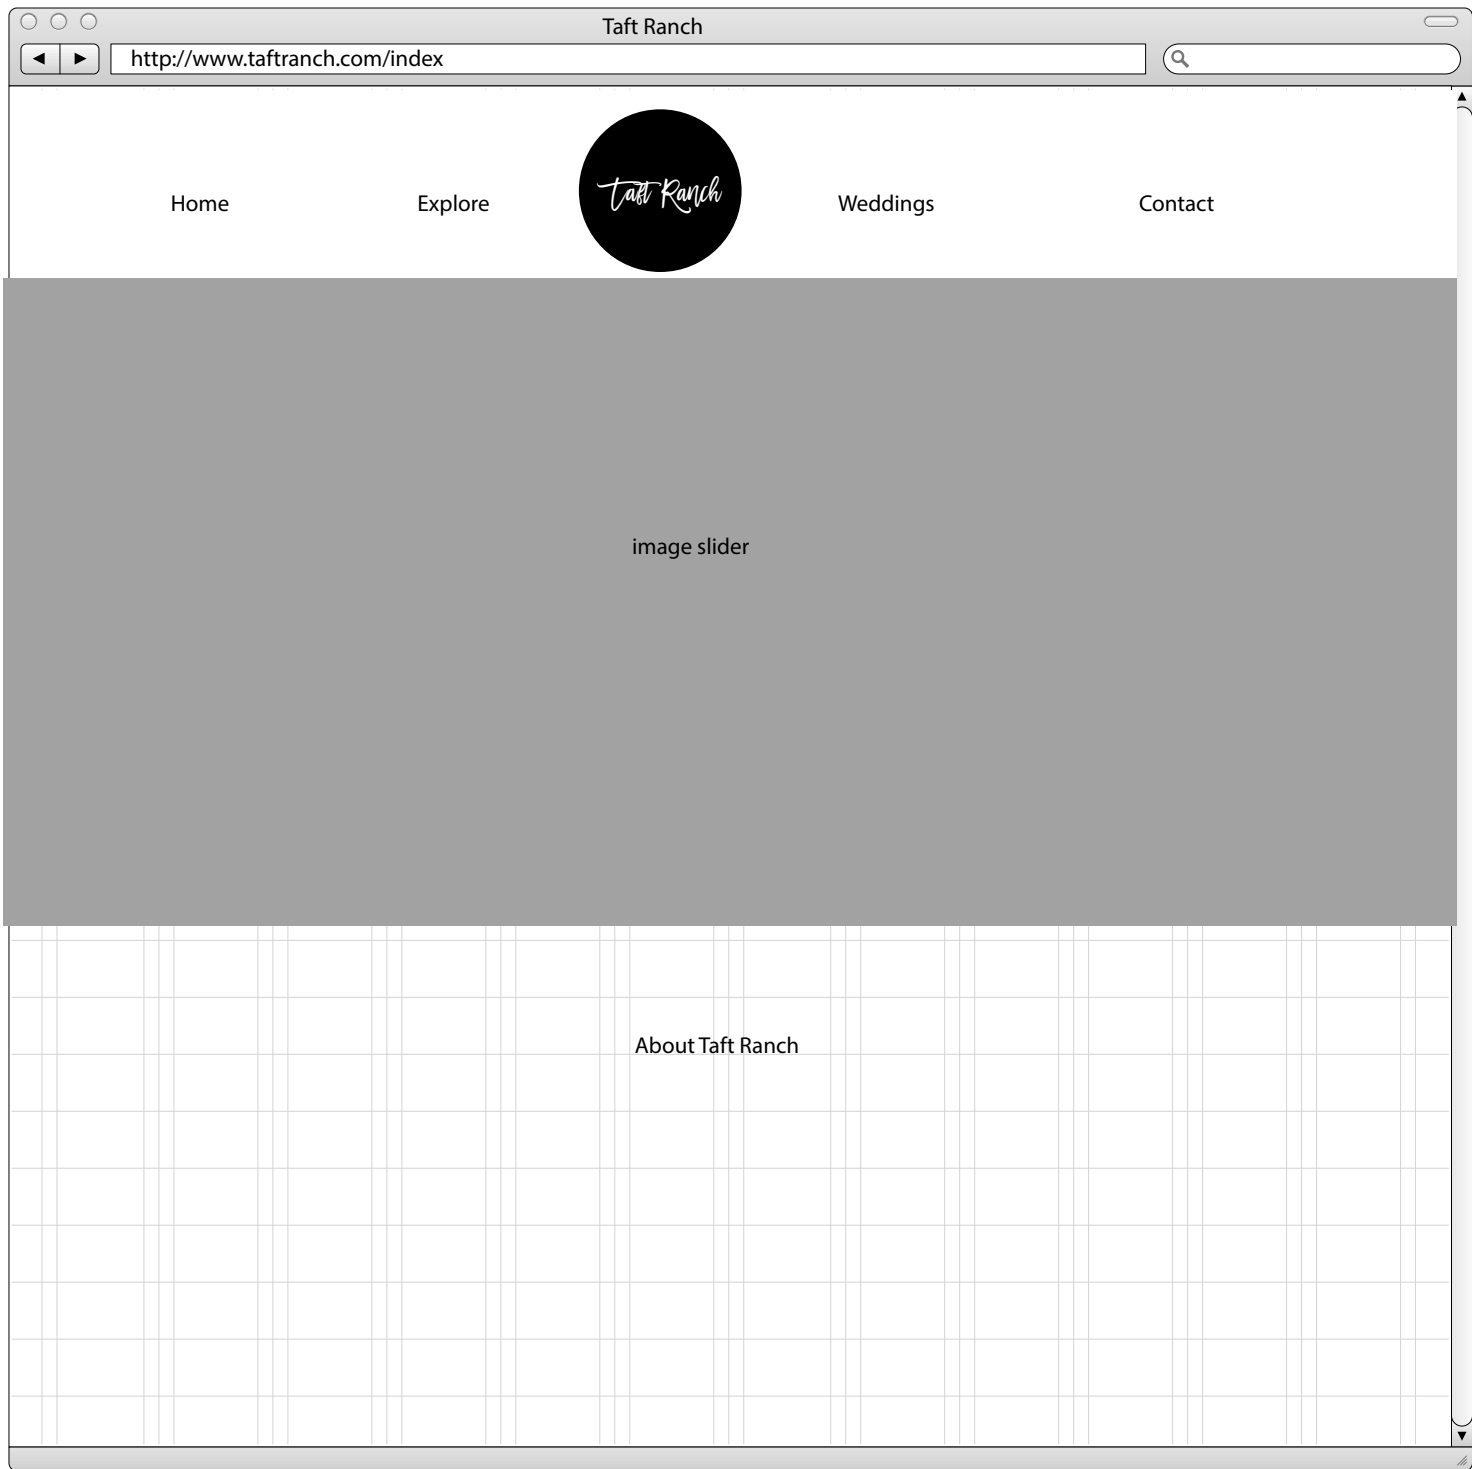 Taft Ranch
http://www.taftranch.com/index
Home Explore Taft Ranch Weddings Contact
image slider
About Taft Ranch